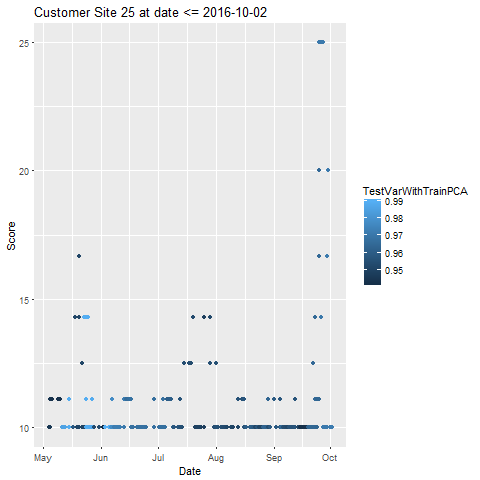 Customer Site 25 at date <= 2016-10-02
25
20
15
10
Score
May Jun Jul Aug Sep Oct
Date
TestVarWithTrainPCA
0.99
0.98
0.97
0.96
0.95